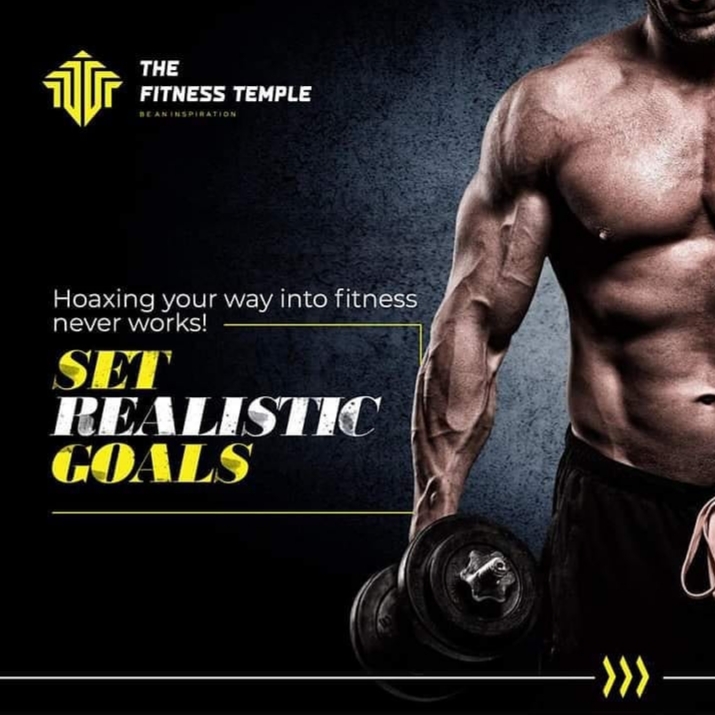 THE
FITNESS TEMPLE
BE AN INSPIRATION
Hoaxing your way into fitness
never works!
SET
REALISTIC
GOALS